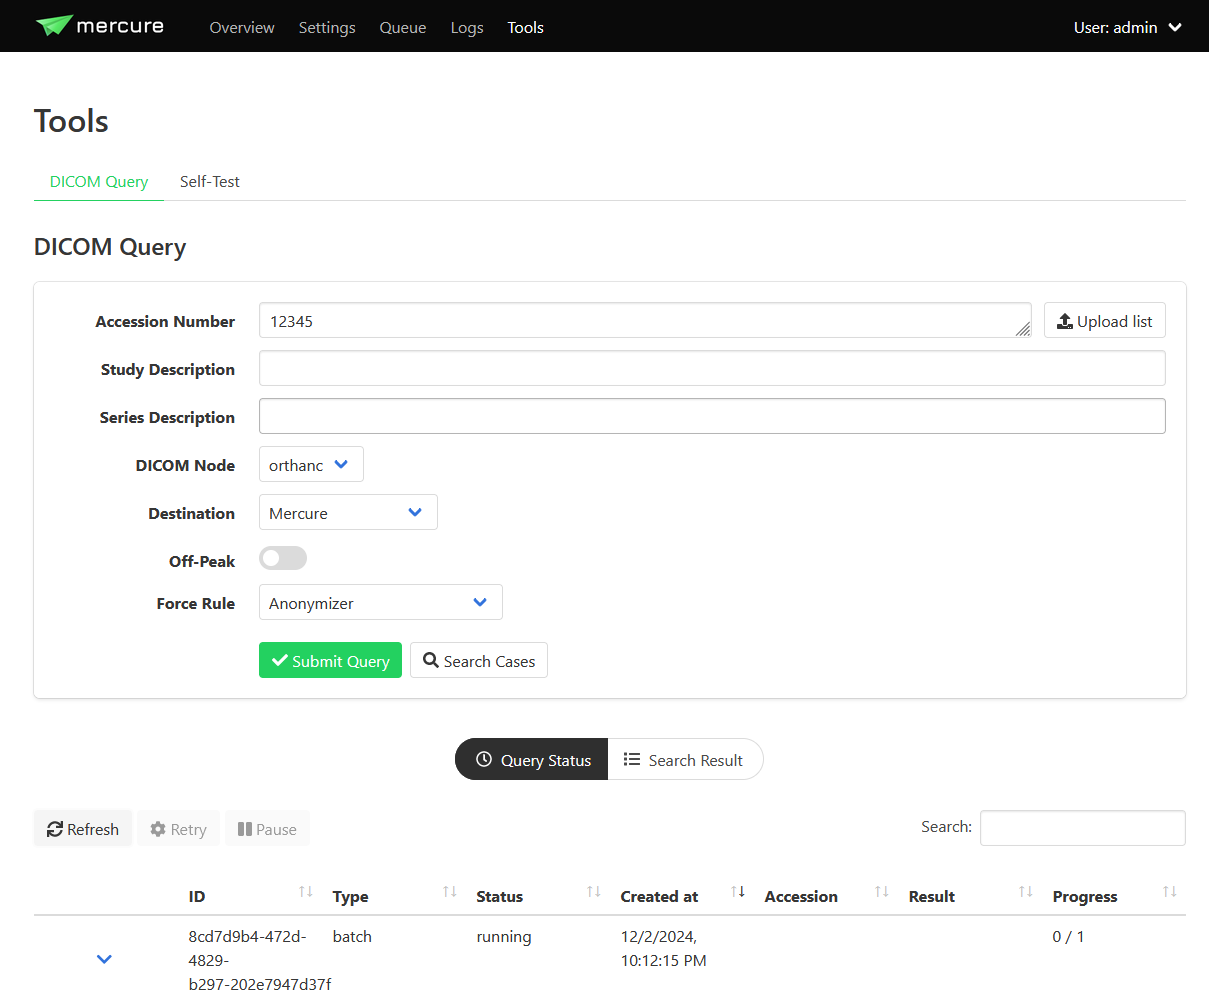 mercure Overview Settings Queue Logs Tools User: admin
Tools
DICOM Query Self-Test
DICOM Query
Accession Number 12345 Upload list
Study Description
Series Description
DICOM Node orthanc
Destination Mercure
Off-Peak
Force Rule Anonymizer
Submit Query Search Cases
Query Status Search Result
Refresh Retry Pause Search:
ID Type Status Created at Accession Result Progress
8cd7d9b4-472d- batch running 12/2/2024, 0 / 1
4829- 10:12:15 PM
b297-202e7947d37f